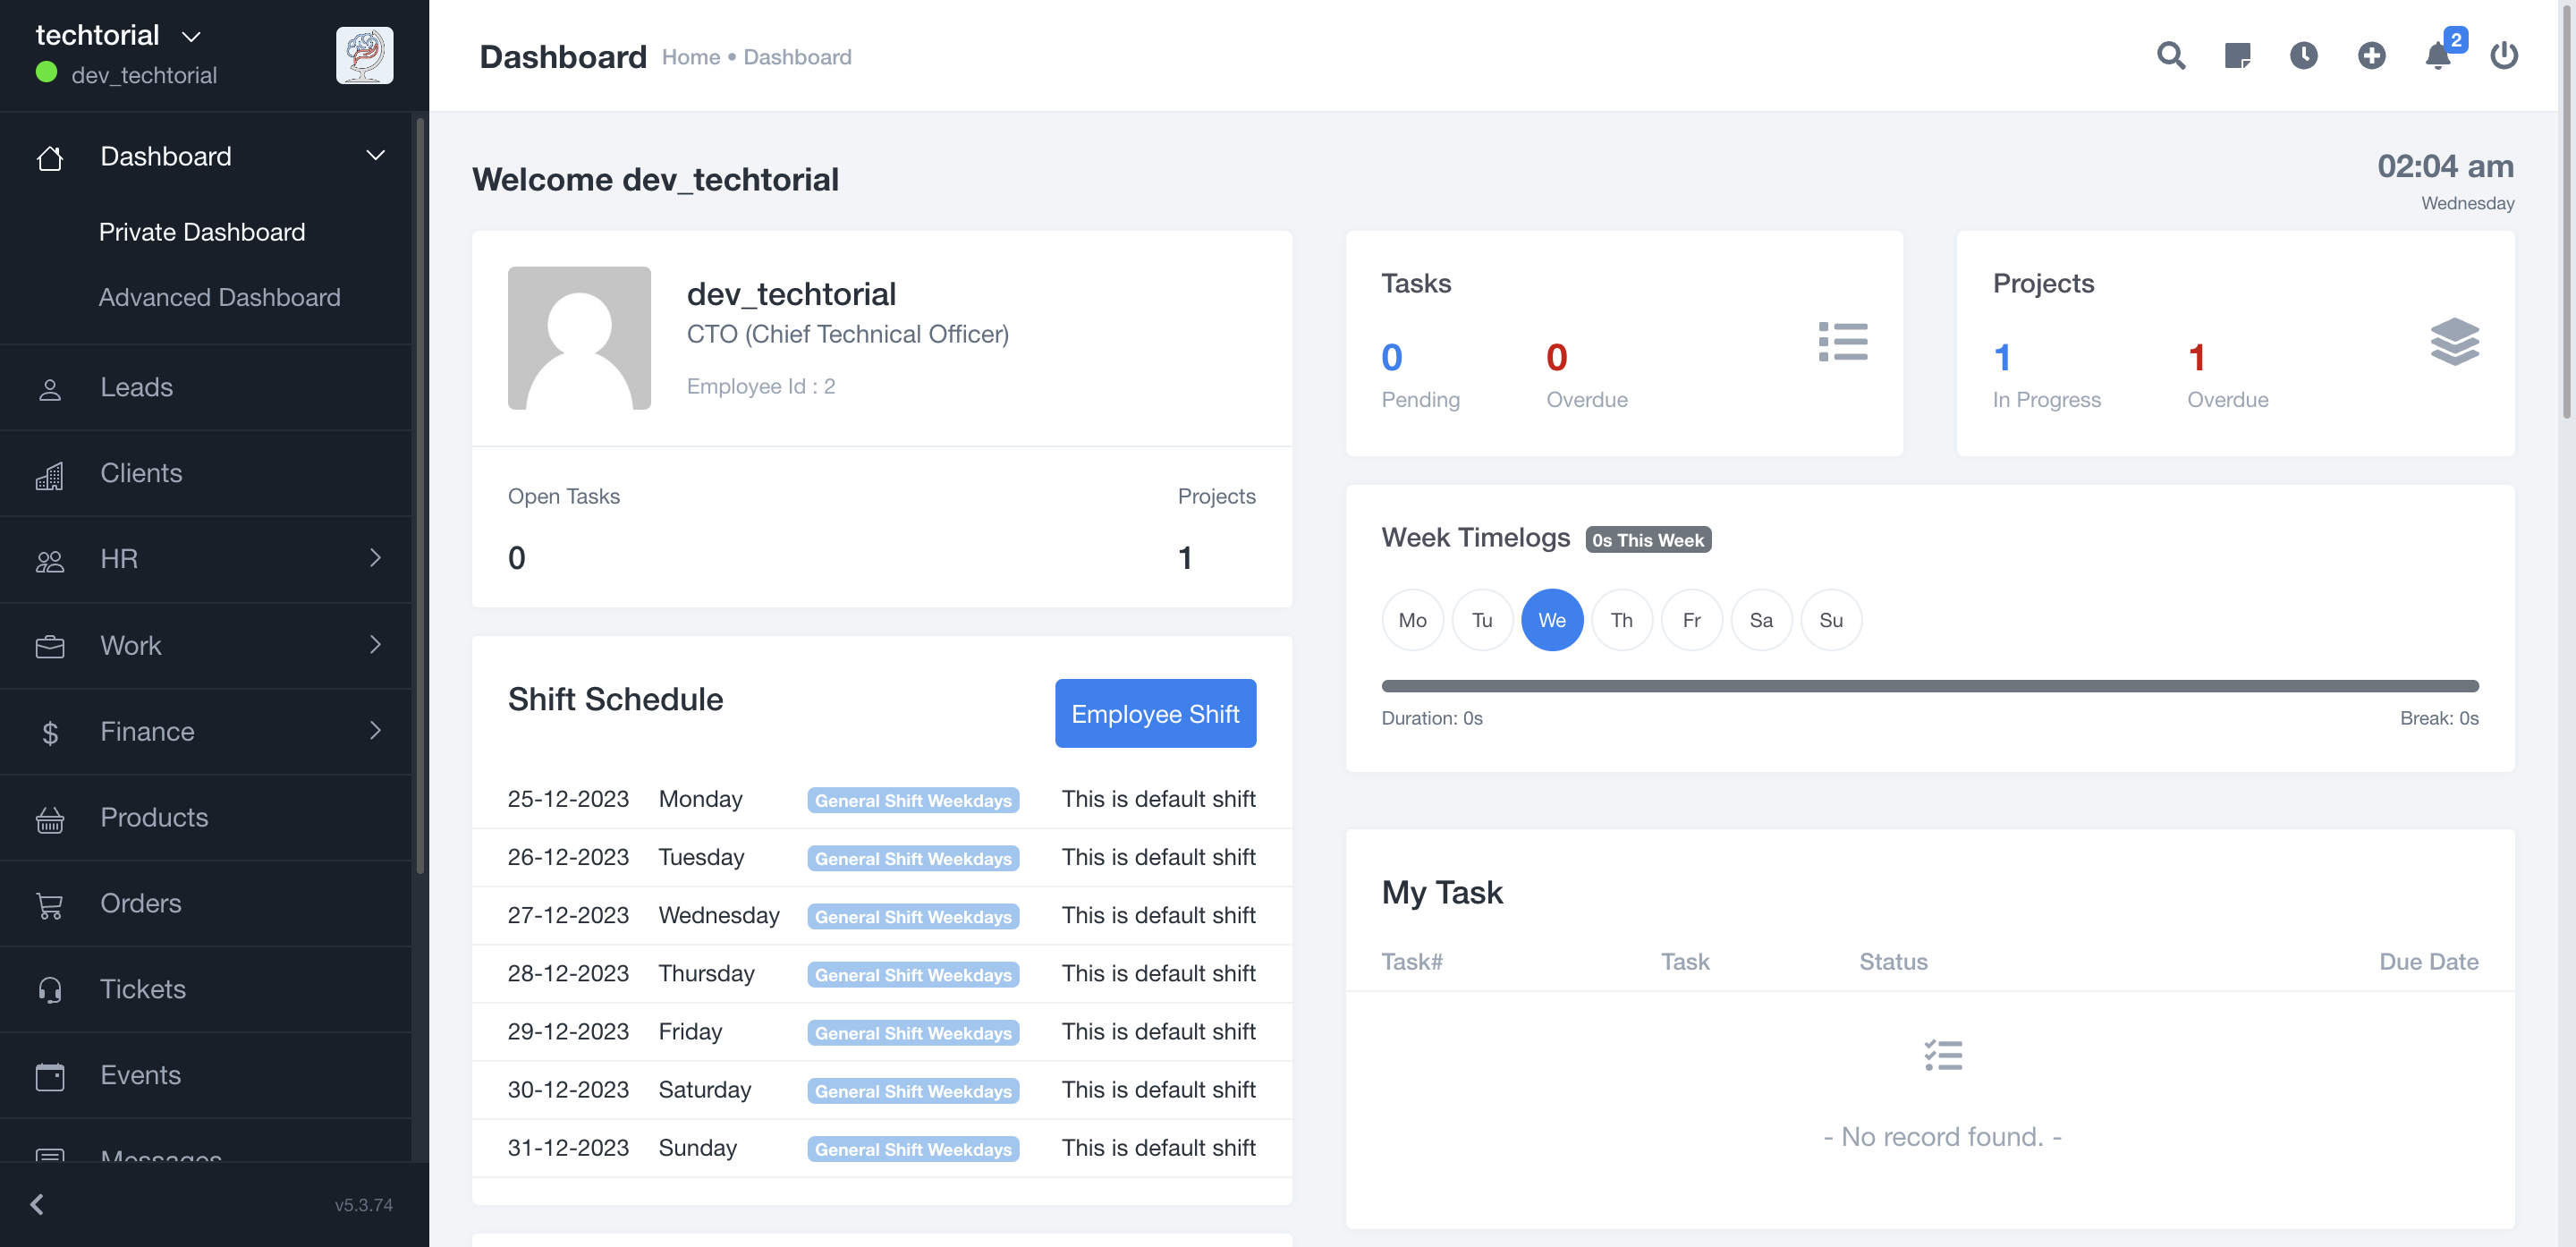 techtorial
dev_techtorial
Dashboard
Private Dashboard
Advanced Dashboard
Leads
Clients
HR
Work
Finance
Products
Orders
Tickets
Events
Messages
v5.3.74
Dashboard Home • Dashboard
2
Welcome dev_techtorial
02:04 am
Wednesday
dev_techtorial
CTO (Chief Technical Officer)
Employee Id : 2
Open Tasks Projects
0 1
Tasks
0 0
Pending Overdue
Projects
1 1
In Progress Overdue
Week Timelogs 0s This Week
Mo Tu We Th Fr Sa Su
Duration: 0s Break: 0s
Shift Schedule Employee Shift
25-12-2023 Monday General Shift Weekdays This is default shift
26-12-2023 Tuesday General Shift Weekdays This is default shift
27-12-2023 Wednesday General Shift Weekdays This is default shift
28-12-2023 Thursday General Shift Weekdays This is default shift
29-12-2023 Friday General Shift Weekdays This is default shift
30-12-2023 Saturday General Shift Weekdays This is default shift
31-12-2023 Sunday General Shift Weekdays This is default shift
My Task
Task# Task Status Due Date
- No record found. -